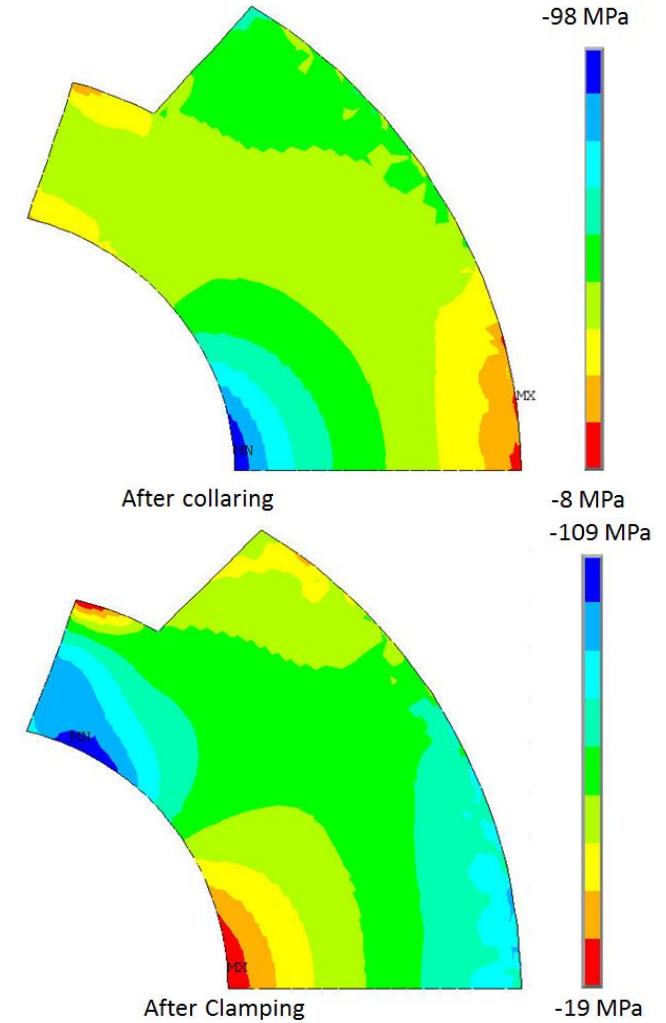 -98 MPa
MX
MN
After collaring
-8 MPa
-109 MPa
MN
MX
After Clamping
-19 MPa